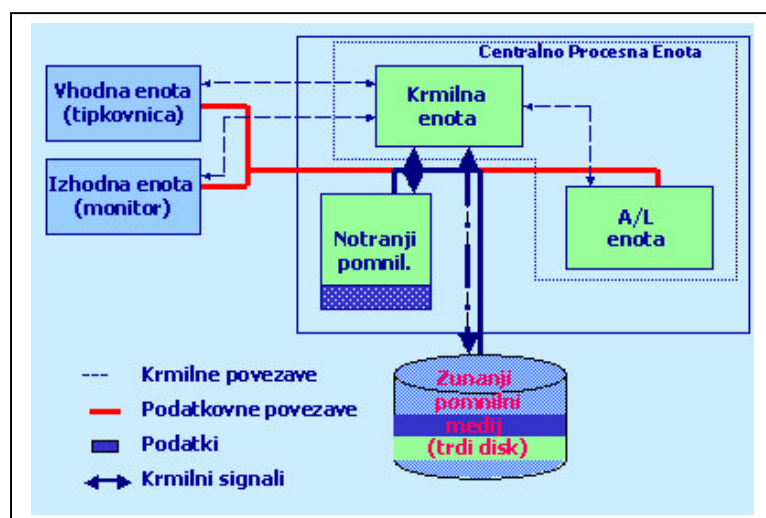 Centralno Procesna Enota
Vhodna enota
(tipkovnica)
Krmilna
enota
Izhodna enota
(monitor)
Notranji
pomnil.
A/L
enota
Zunanji
pomnilni
medij
(trdi disk)
Krmilne povezave
Podatkovne povezave
Podatki
Krmilni signali